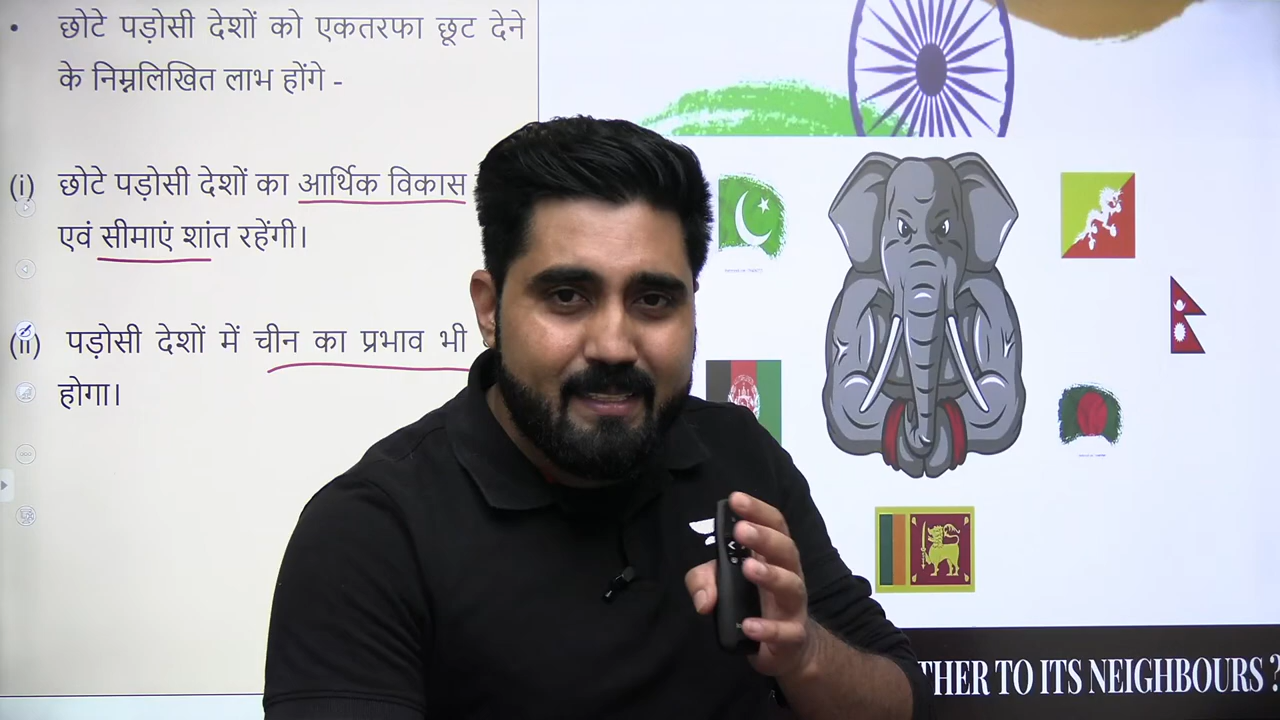 • छोटे पड़ोसी देशों को एकतरफा छूट देने
के निम्नलिखित लाभ होंगे -
(i) छोटे पड़ोसी देशों का आर्थिक विकास
एवं सीमाएं शांत रहेंगी।
(ii) पड़ोसी देशों में चीन का प्रभाव भी
होगा।
THER TO ITS NEIGHBOURS ?